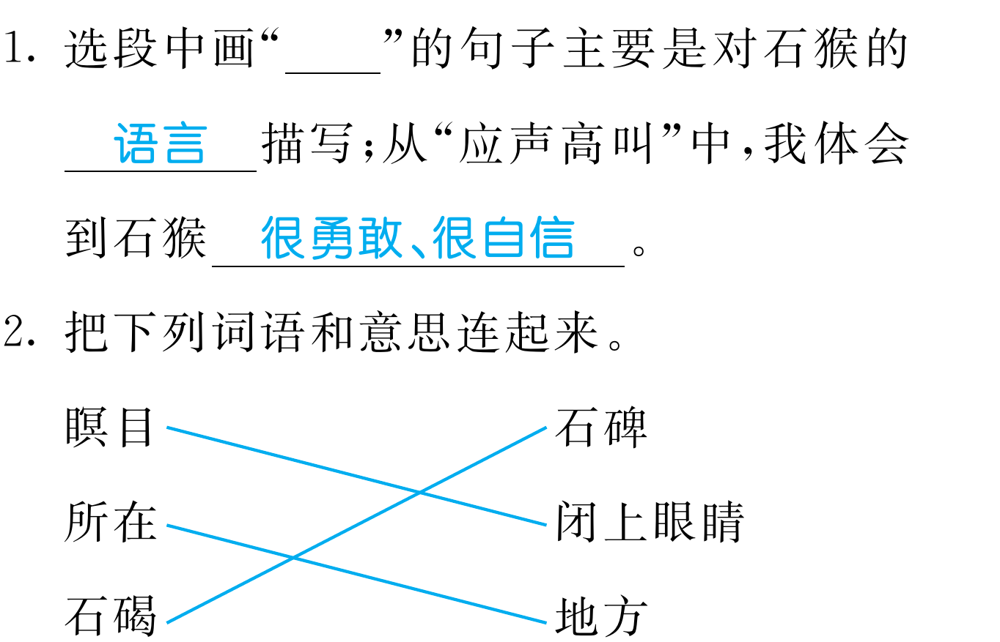 1. 选段中画“____”的句子主要是对石猴的
语言 描写;从“应声高叫”中,我体会
到石猴 很勇敢、很自信 。
2. 把下列词语和意思连起来。
瞑目 石碑
所在 闭上眼睛
石碣 地方